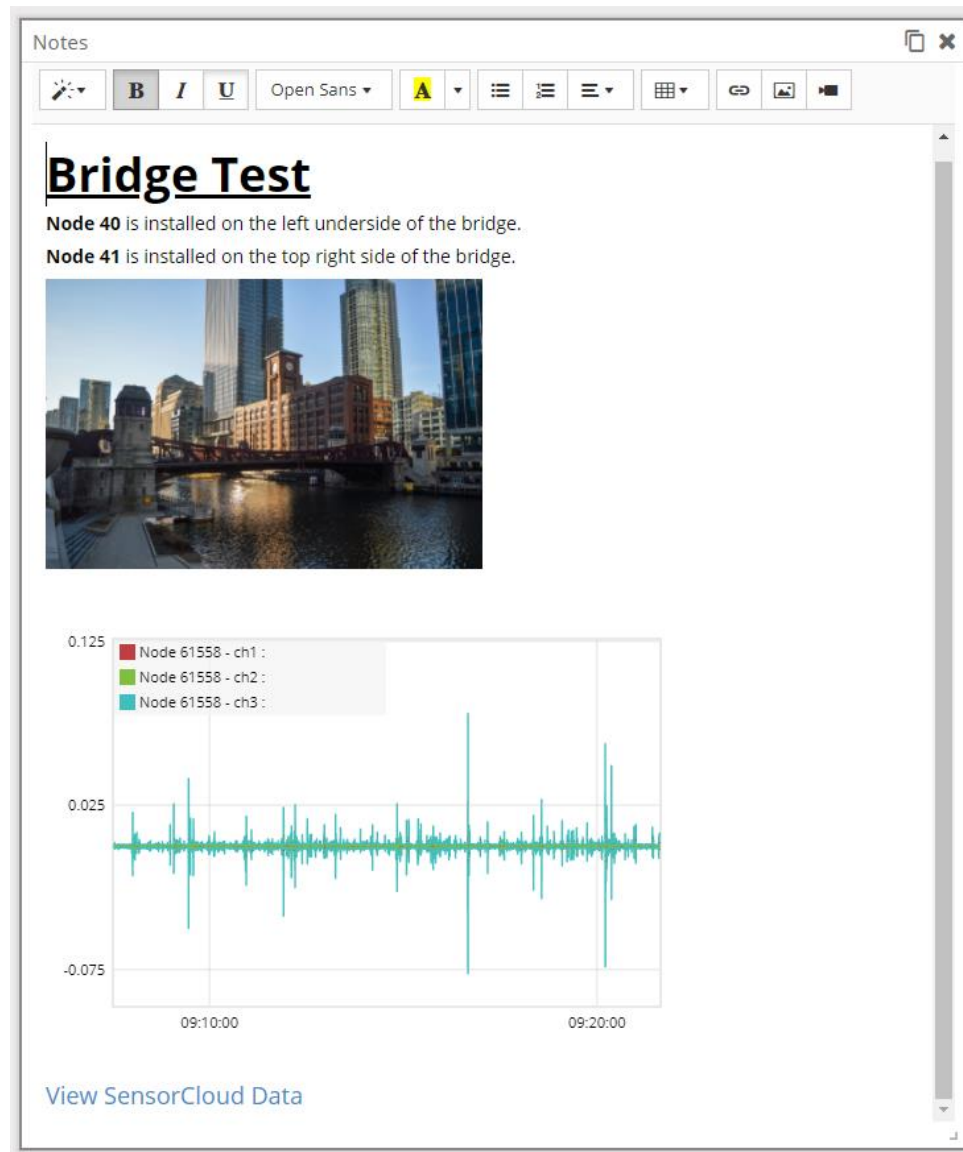 Notes
B I U Open Sans A
Bridge Test
Node 40 is installed on the left underside of the bridge.
Node 41 is installed on the top right side of the bridge.
0.125
Node 61558 - ch1 :
Node 61558 - ch2 :
Node 61558 - ch3 :
0.025
-0.075
09:10:00 09:20:00
View SensorCloud Data